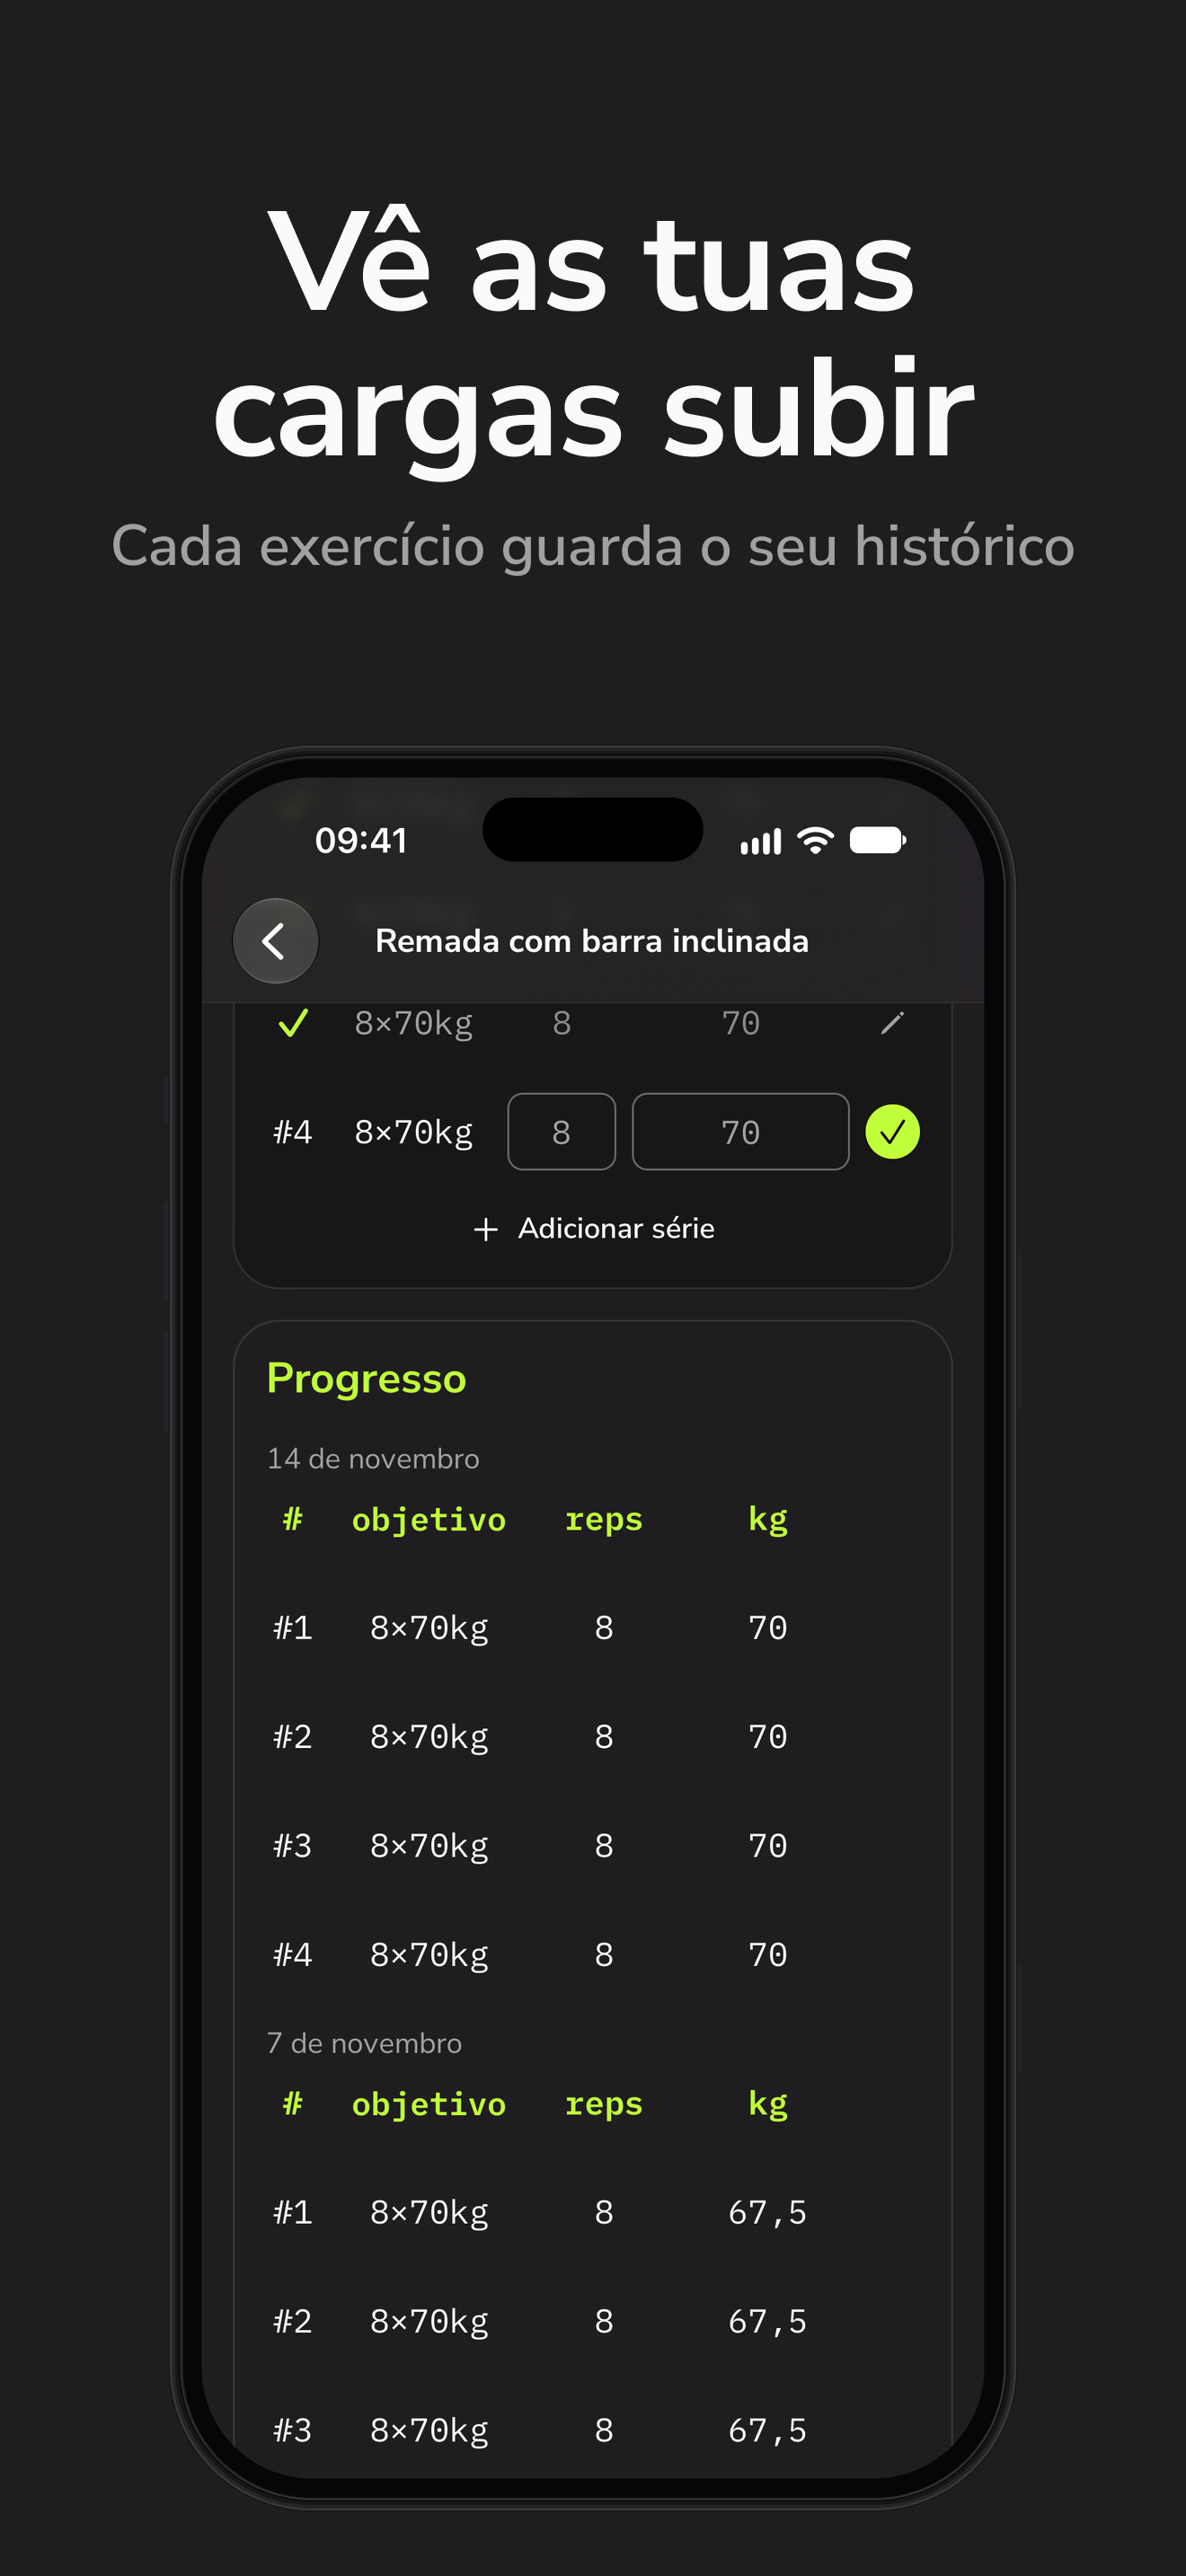 Vê as tuas
cargas subir
Cada exercício guarda o seu histórico
09:41
Remada com barra inclinada
8×70kg 8 70
#4 8×70kg 8 70
+ Adicionar série
Progresso
14 de novembro
# objetivo reps kg
#1 8×70kg 8 70
#2 8×70kg 8 70
#3 8×70kg 8 70
#4 8×70kg 8 70
7 de novembro
# objetivo reps kg
#1 8×70kg 8 67,5
#2 8×70kg 8 67,5
#3 8×70kg 8 67,5